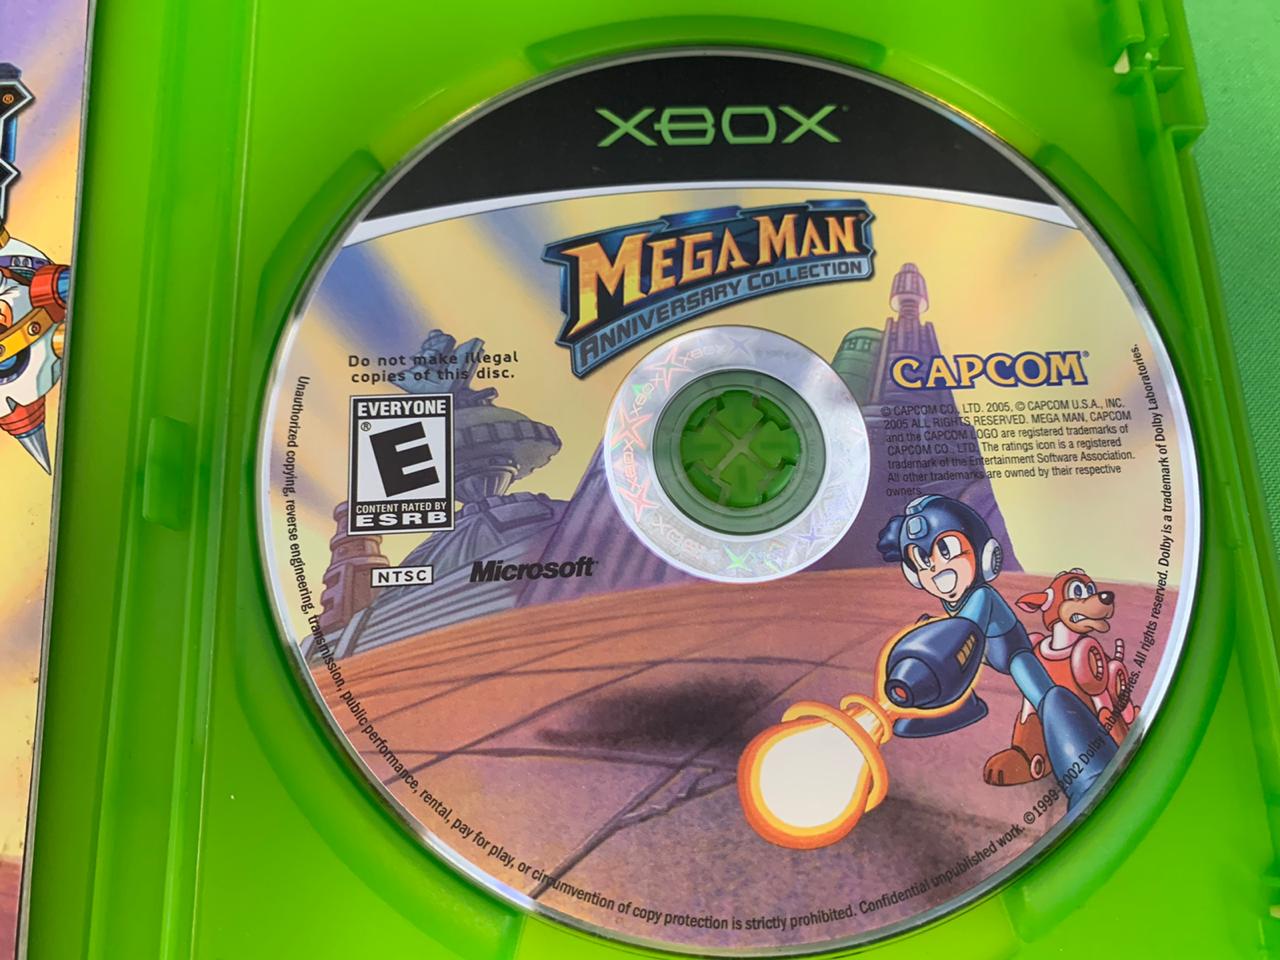 XBOX
MEGA MAN®
ANNIVERSARY COLLECTION
Do not make illegal
copies of this disc.
EVERYONE
E®
CONTENT RATED BY
ESRB
NTSC
Microsoft®
CAPCOM®
© CAPCOM CO., LTD. 2005, © CAPCOM U.S.A., INC.
2005 ALL RIGHTS RESERVED. MEGA MAN, CAPCOM
and the CAPCOM LOGO are registered trademarks of
CAPCOM CO., LTD. The ratings icon is a registered
trademark of the Entertainment Software Association.
All other trademarks are owned by their respective
owners.
Unauthorized copying, reverse engineering, transmission, public performance, rental, pay for play, or circumvention of copy protection is strictly prohibited. Confidential unpublished work. ©1999-2002 Dolby Laboratories. All rights reserved. Dolby is a trademark of Dolby Laboratories.